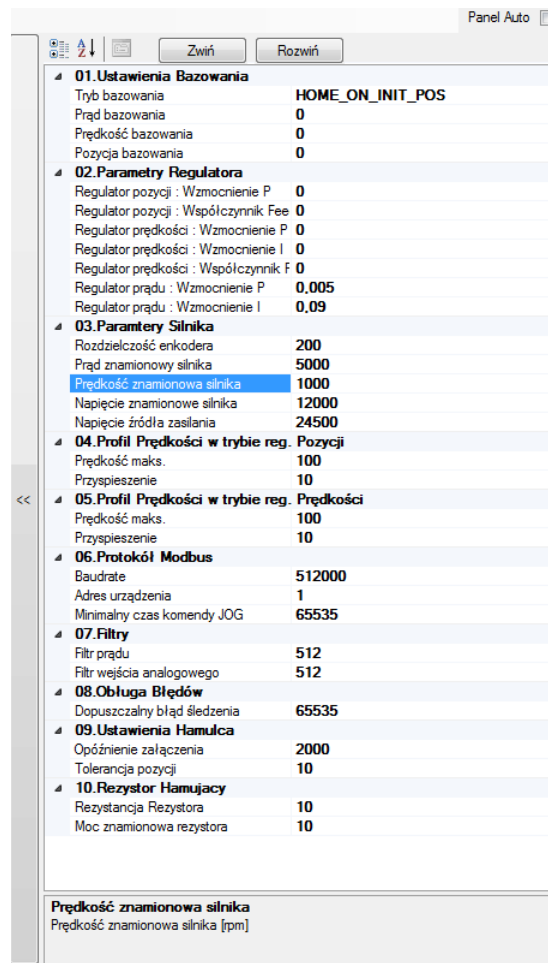 Panel Auto
Zwiń Rozwiń
01.Ustawienia Bazowania
Tryb bazowania HOME_ON_INIT_POS
Prąd bazowania 0
Prędkość bazowania 0
Pozycja bazowania 0
02.Parametry Regulatora
Regulator pozycji : Wzmocnienie P 0
Regulator pozycji : Współczynnik Fee 0
Regulator prędkości : Wzmocnienie P 0
Regulator prędkości : Wzmocnienie I 0
Regulator prędkości : Współczynnik F 0
Regulator prądu : Wzmocnienie P 0,005
Regulator prądu : Wzmocnienie I 0,09
03.Paramtery Silnika
Rozdzielczość enkodera 200
Prąd znamionowy silnika 5000
Prędkość znamionowa silnika 1000
Napięcie znamionowe silnika 12000
Napięcie źródła zasilania 24500
04.Profil Prędkości w trybie reg. Pozycji
Prędkość maks. 100
Przyspieszenie 10
<<
05.Profil Prędkości w trybie reg. Prędkości
Prędkość maks. 100
Przyspieszenie 10
06.Protokół Modbus
Baudrate 512000
Adres urządzenia 1
Minimalny czas komendy JOG 65535
07.Filtry
Filtr prądu 512
Filtr wejścia analogowego 512
08.Obługa Błędów
Dopuszczalny błąd śledzenia 65535
09.Ustawienia Hamulca
Opóźnienie załączenia 2000
Tolerancja pozycji 10
10.Rezystor Hamujacy
Rezystancja Rezystora 10
Moc znamionowa rezystora 10
Prędkość znamionowa silnika
Prędkość znamionowa silnika [rpm]